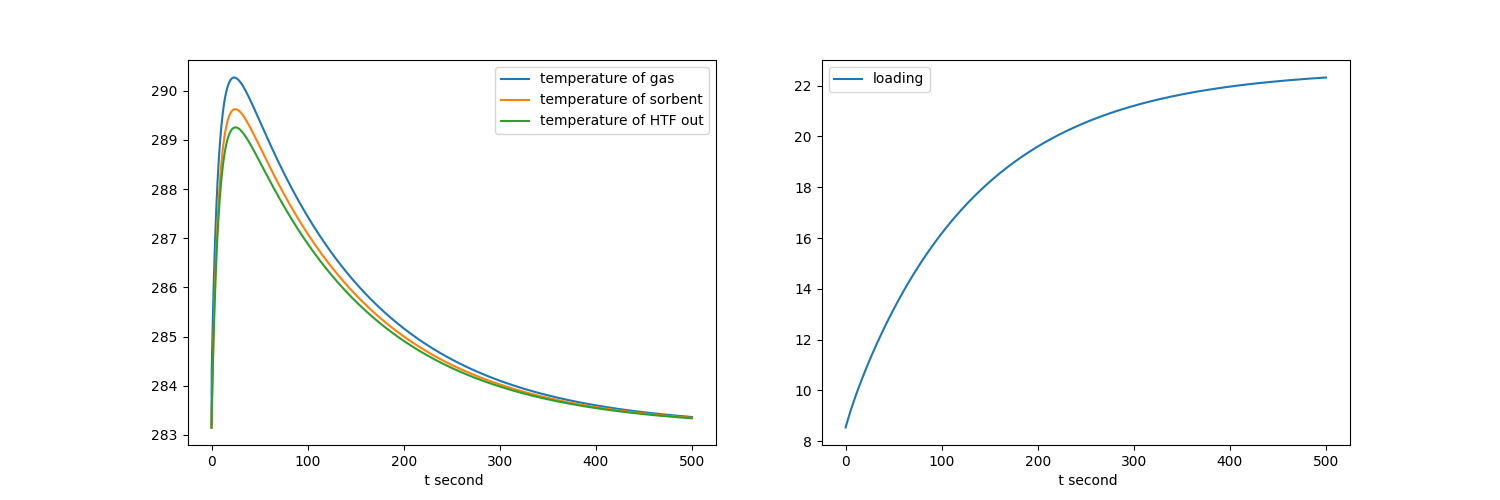 290
289
288
287
286
285
284
283
0 100 200 300 400 500
t second
temperature of gas
temperature of sorbent
temperature of HTF out
22
20
18
16
14
12
10
8
0 100 200 300 400 500
t second
loading